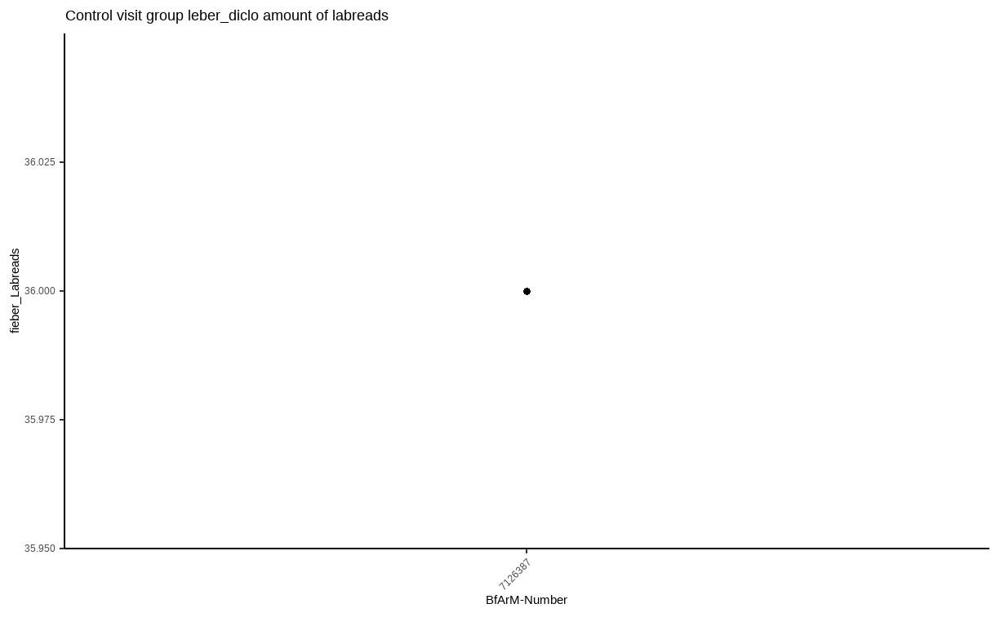 Control visit group leber_diclo amount of labreads
fieber_Labreads
36.025
36.000
35.975
35.950
7126387
BfArM-Number